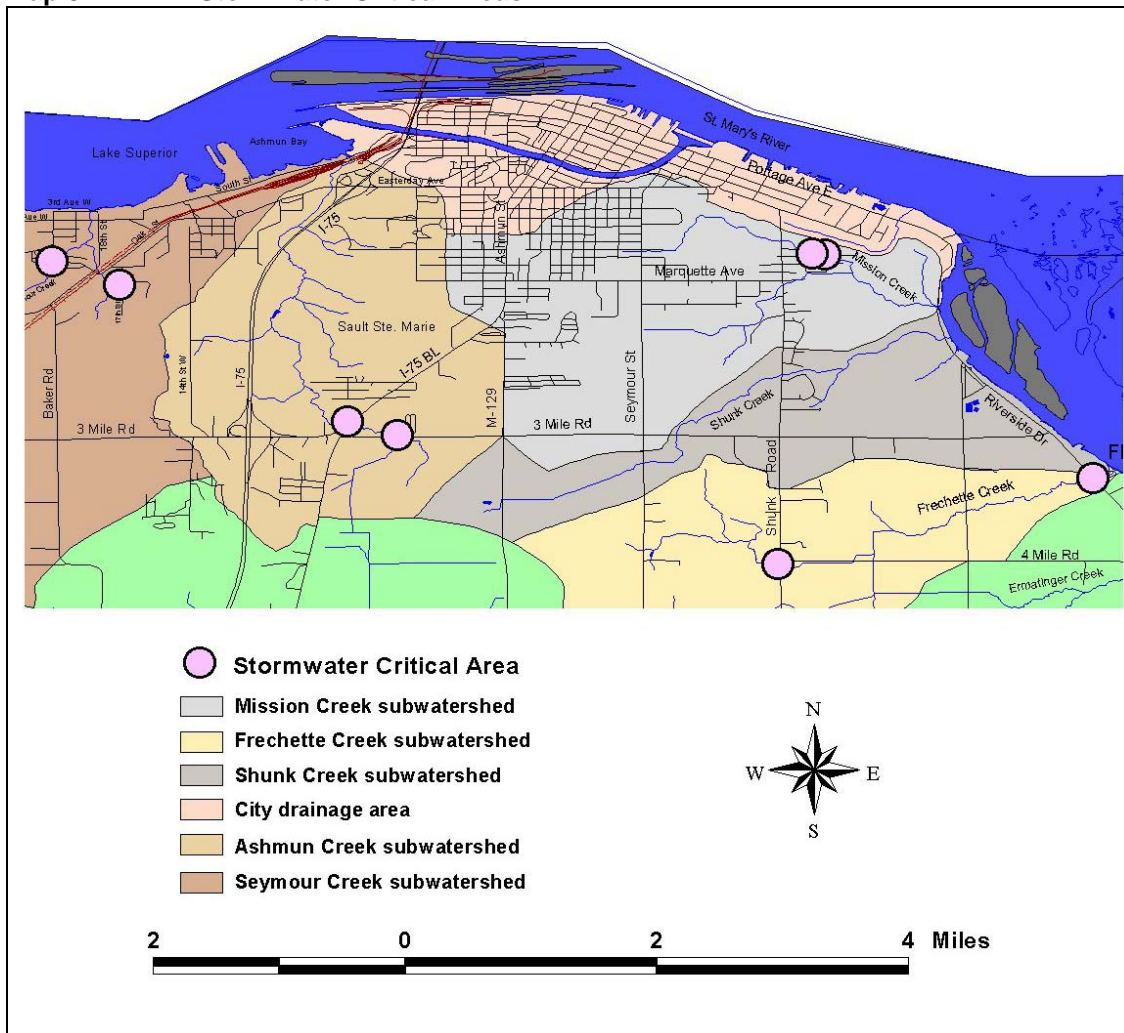 St. Mary's River
Lake Superior
Ashmun Bay
Portage Ave E
South St
Easterday Ave
3rd Ave W
I-75
Oak St
18th St
Ashmun St
Marquette Ave
Mission Creek
17th St
Sault Ste. Marie
I-75 BL
Baker Rd
14th St W
I-75
M-129
Seymour St
Shunk Creek
Riverside Dr
3 Mile Rd
3 Mile Rd
Shunk Road
Frechette Creek
4 Mile Rd
Ermatinger Creek
Stormwater Critical Area
Mission Creek subwatershed
Frechette Creek subwatershed
Shunk Creek subwatershed
City drainage area
Ashmun Creek subwatershed
Seymour Creek subwatershed
N
W E
S
2 0 2 4 Miles